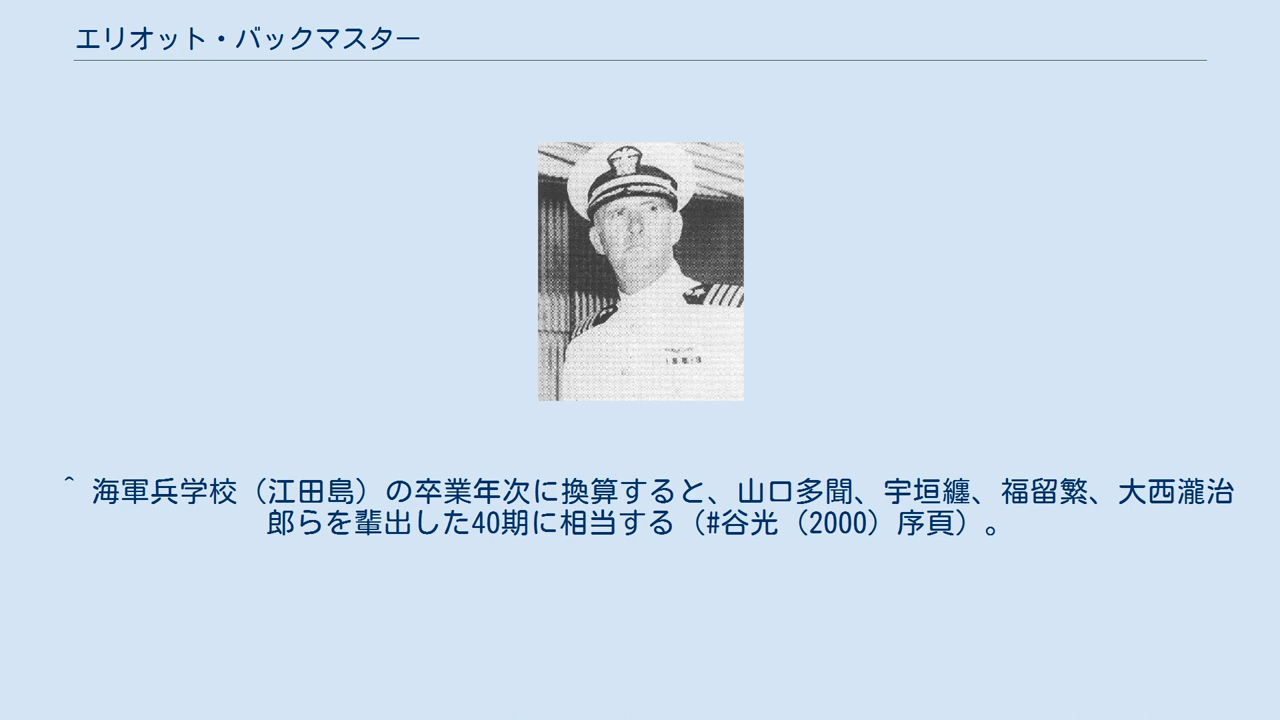 エリオット・バックマスター
^ 海軍兵学校（江田島）の卒業年次に換算すると、山口多聞、宇垣纏、福留繁、大西瀧治
郎らを輩出した40期に相当する（#谷光（2000）序頁）。